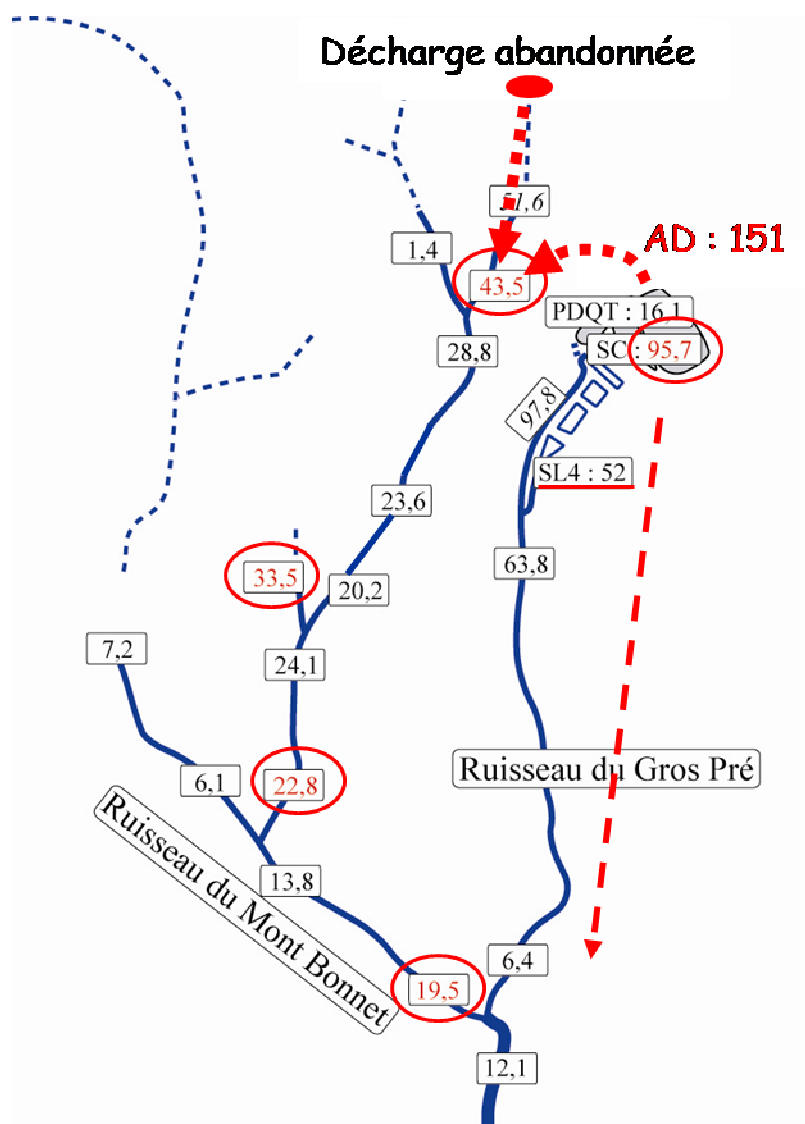 Décharge abandonnée
51,6
1,4
AD : 151
43,5
PDQT : 16,1
28,8
SC : 95,7
97,8
SL4 : 52
23,6
63,8
33,5
20,2
7,2
24,1
Ruisseau du Gros Pré
6,1
22,8
Ruisseau du Mont Bonnet
13,8
6,4
19,5
12,1